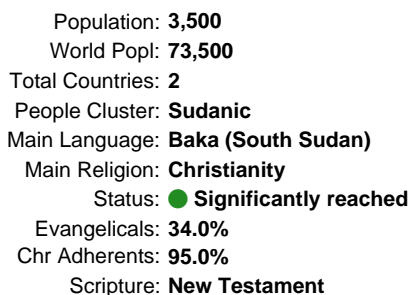 Population: 3,500
World Popl: 73,500
Total Countries: 2
People Cluster: Sudanic
Main Language: Baka (South Sudan)
Main Religion: Christianity
Status: Significantly reached
Evangelicals: 34.0%
Chr Adherents: 95.0%
Scripture: New Testament